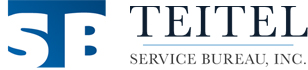 SB
TEITEL
SERVICE BUREAU, INC.